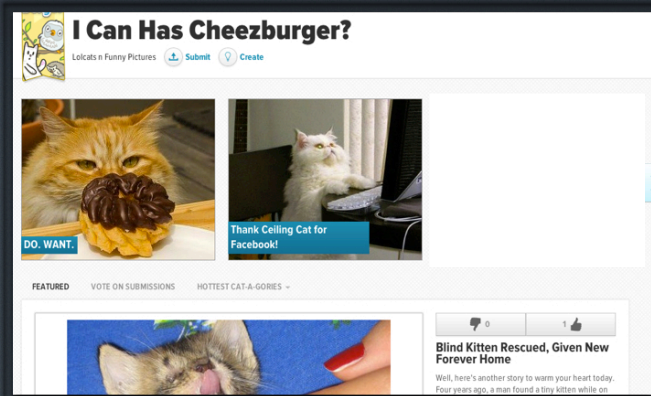 I Can Has Cheezburger?
Lolcats n Funny Pictures Submit Create
DO. WANT.
Thank Ceiling Cat for
Facebook!
FEATURED VOTE ON SUBMISSIONS HOTTEST CAT-A-GORIES
0 1
Blind Kitten Rescued, Given New
Forever Home
Well, here's another story to warm your heart today.
Four years ago, a man found a tiny kitten while on